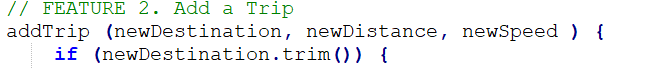 // FEATURE 2. Add a Trip
addTrip (newDestination, newDistance, newSpeed ) {
    if (newDestination.trim()) {